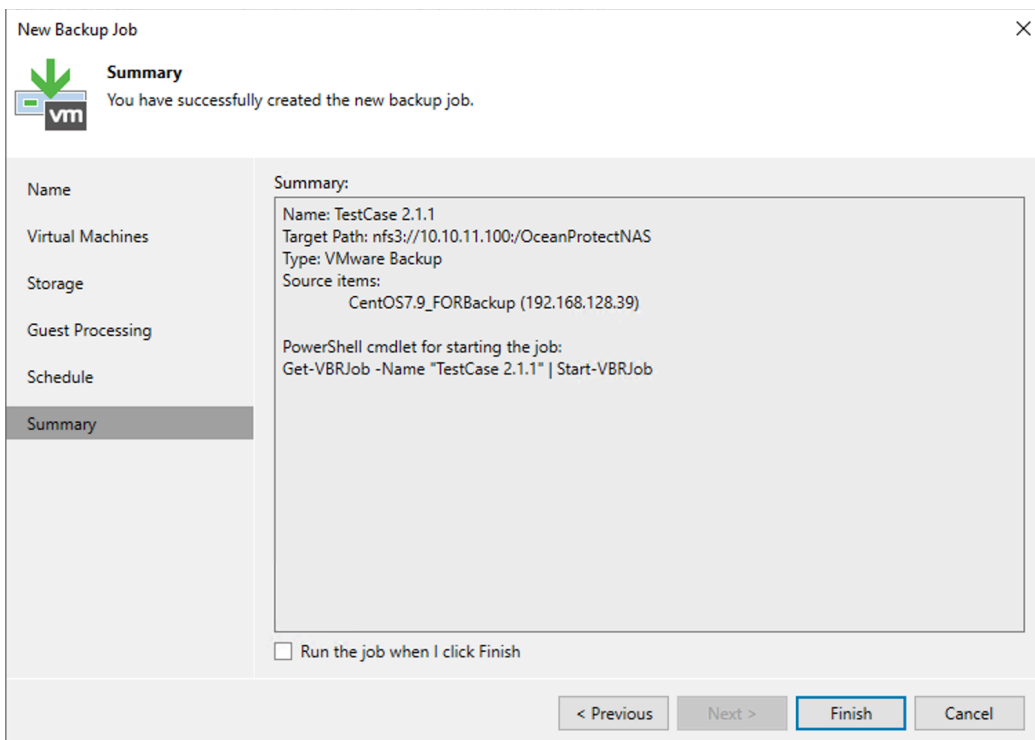 New Backup Job
Summary
You have successfully created the new backup job.
vm
Name
Virtual Machines
Storage
Guest Processing
Schedule
Summary
Summary:
Name: TestCase 2.1.1
Target Path: nfs3://10.10.11.100:/OceanProtectNAS
Type: VMware Backup
Source items:
CentOS7.9_FORBackup (192.168.128.39)
PowerShell cmdlet for starting the job:
Get-VBRJob -Name "TestCase 2.1.1" | Start-VBRJob
Run the job when I click Finish
< Previous
Next >
Finish
Cancel